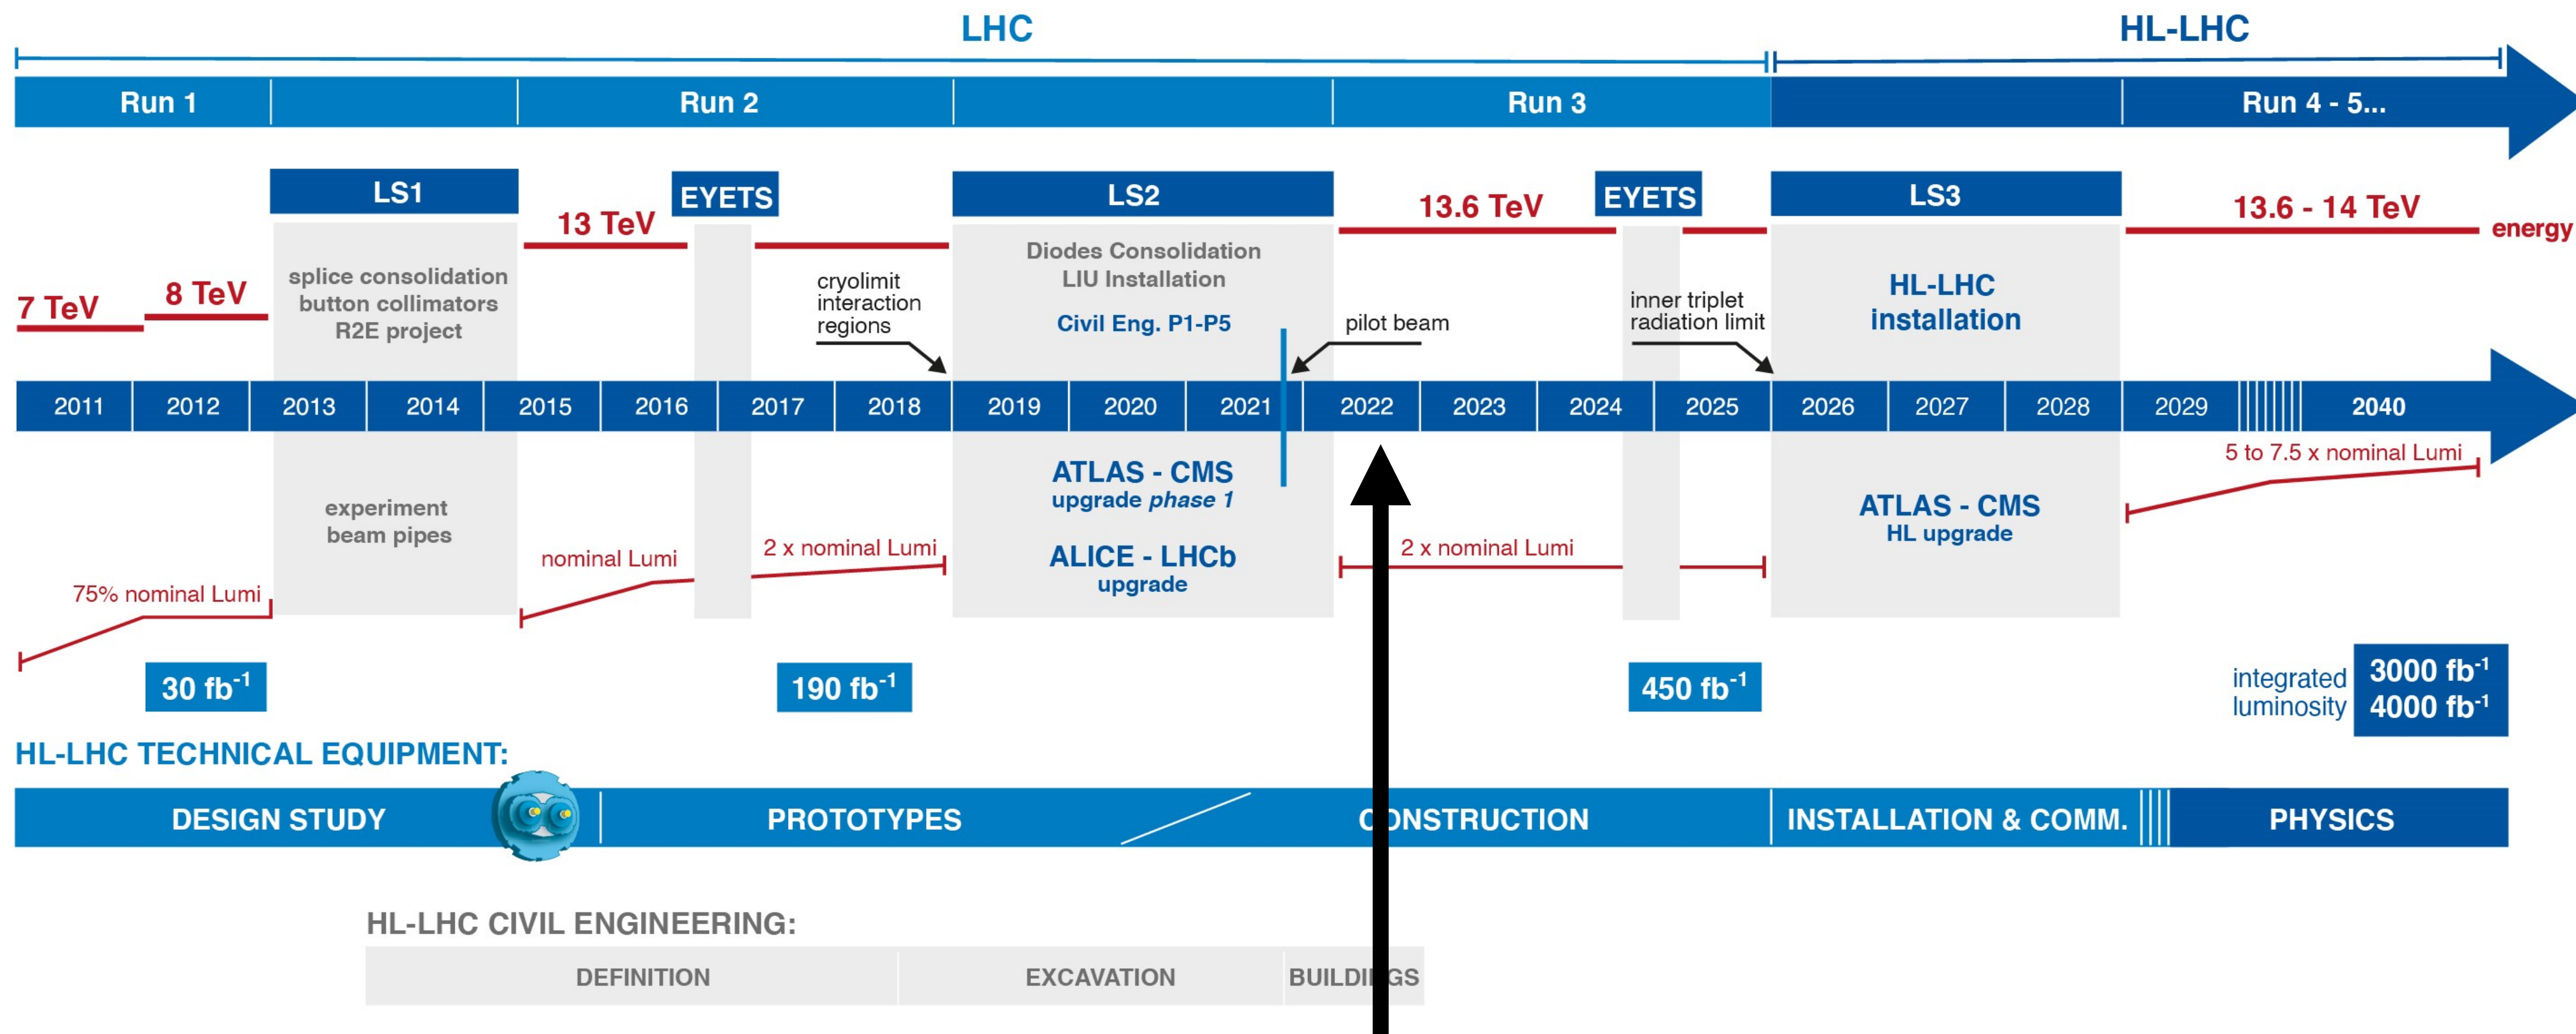 LHC
HL-LHC
Run 1
Run 2
Run 3
Run 4 - 5...
LS1
EYETS
LS2
EYETS
LS3
13 TeV
13.6 TeV
13.6 - 14 TeV
energy
7 TeV
8 TeV
splice consolidation
button collimators
R2E project
cryolimit
interaction
regions
Diodes Consolidation
LIU Installation
Civil Eng. P1-P5
pilot beam
inner triplet
radiation limit
HL-LHC
installation
2011
2012
2013
2014
2015
2016
2017
2018
2019
2020
2021
2022
2023
2024
2025
2026
2027
2028
2029
2040
5 to 7.5 x nominal Lumi
experiment
beam pipes
ATLAS - CMS
upgrade phase 1
ALICE - LHCb
upgrade
ATLAS - CMS
HL upgrade
75% nominal Lumi
nominal Lumi
2 x nominal Lumi
2 x nominal Lumi
30 fb⁻¹
190 fb⁻¹
450 fb⁻¹
integrated
luminosity
3000 fb⁻¹
4000 fb⁻¹
HL-LHC TECHNICAL EQUIPMENT:
DESIGN STUDY
PROTOTYPES
CONSTRUCTION
INSTALLATION & COMM.
PHYSICS
HL-LHC CIVIL ENGINEERING:
DEFINITION
EXCAVATION
BUILDINGS